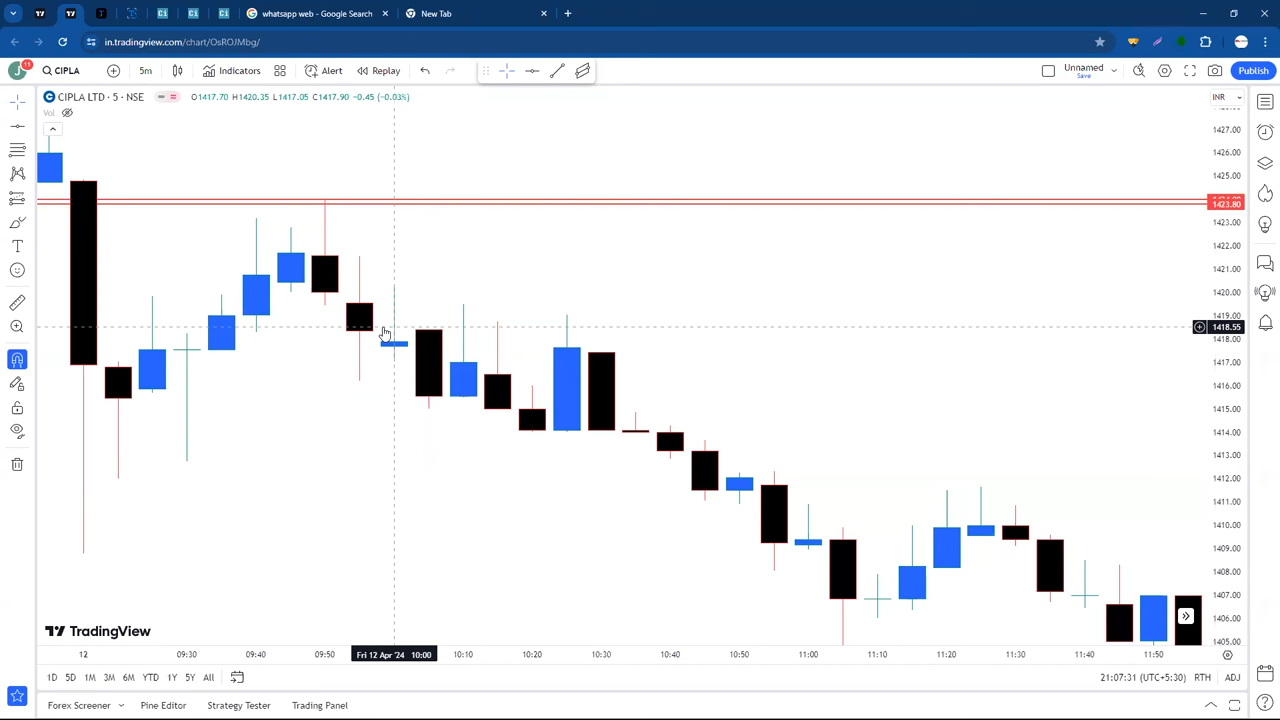 whatsapp web - Google Search
New Tab
in.tradingview.com/chart/OsROJMbg/
J
11
CIPLA
5m
Indicators
Alert
Replay
Unnamed
Save
Publish
CIPLA LTD · 5 · NSE
O1417.70 H1420.35 L1417.05 C1417.90 −0.45 (−0.03%)
INR
Vol
1427.00
1426.00
1425.00
1423.80
1423.00
1422.00
1421.00
1420.00
1419.00
1418.55
1418.00
1417.00
1416.00
1415.00
1414.00
1413.00
1412.00
1411.00
1410.00
1409.00
1408.00
1407.00
1406.00
1405.00
TradingView
12
09:30
09:40
09:50
Fri 12 Apr '24 10:00
10:10
10:20
10:30
10:40
10:50
11:00
11:10
11:20
11:30
11:40
11:50
1D 5D 1M 3M 6M YTD 1Y 5Y All
21:07:31 (UTC+5:30) RTH ADJ
Forex Screener
Pine Editor
Strategy Tester
Trading Panel